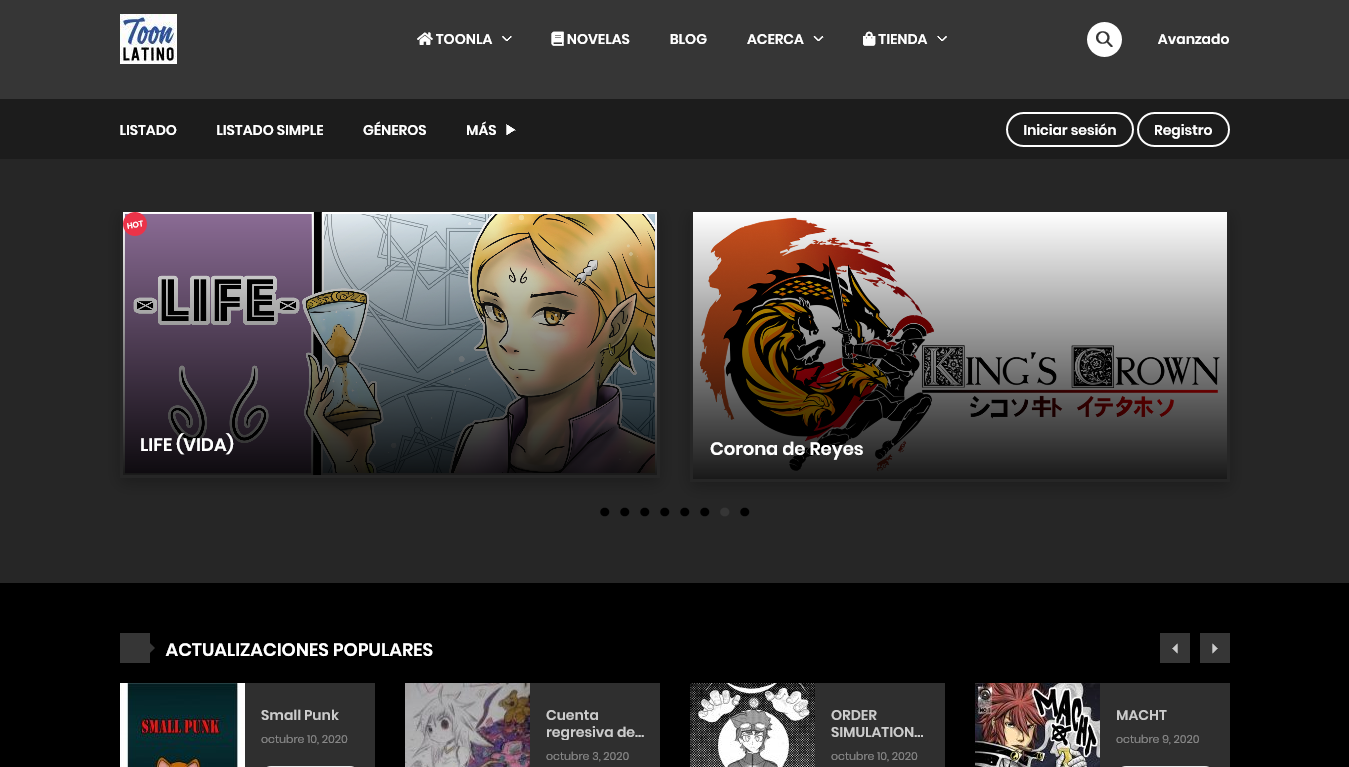 Toon
LATINO
TOONLA
NOVELAS
BLOG
ACERCA
TIENDA
Avanzado
LISTADO
LISTADO SIMPLE
GÉNEROS
MÁS
Iniciar sesión
Registro
HOT
-LIFE-
LIFE (VIDA)
KING'S CROWN
シコソキト イテタホソ
Corona de Reyes
ACTUALIZACIONES POPULARES
SMALL PUNK
Small Punk
octubre 10, 2020
Cuenta
regresiva de...
octubre 3, 2020
ORDER
SIMULATION...
octubre 10, 2020
MACHT
MACHT
octubre 9, 2020